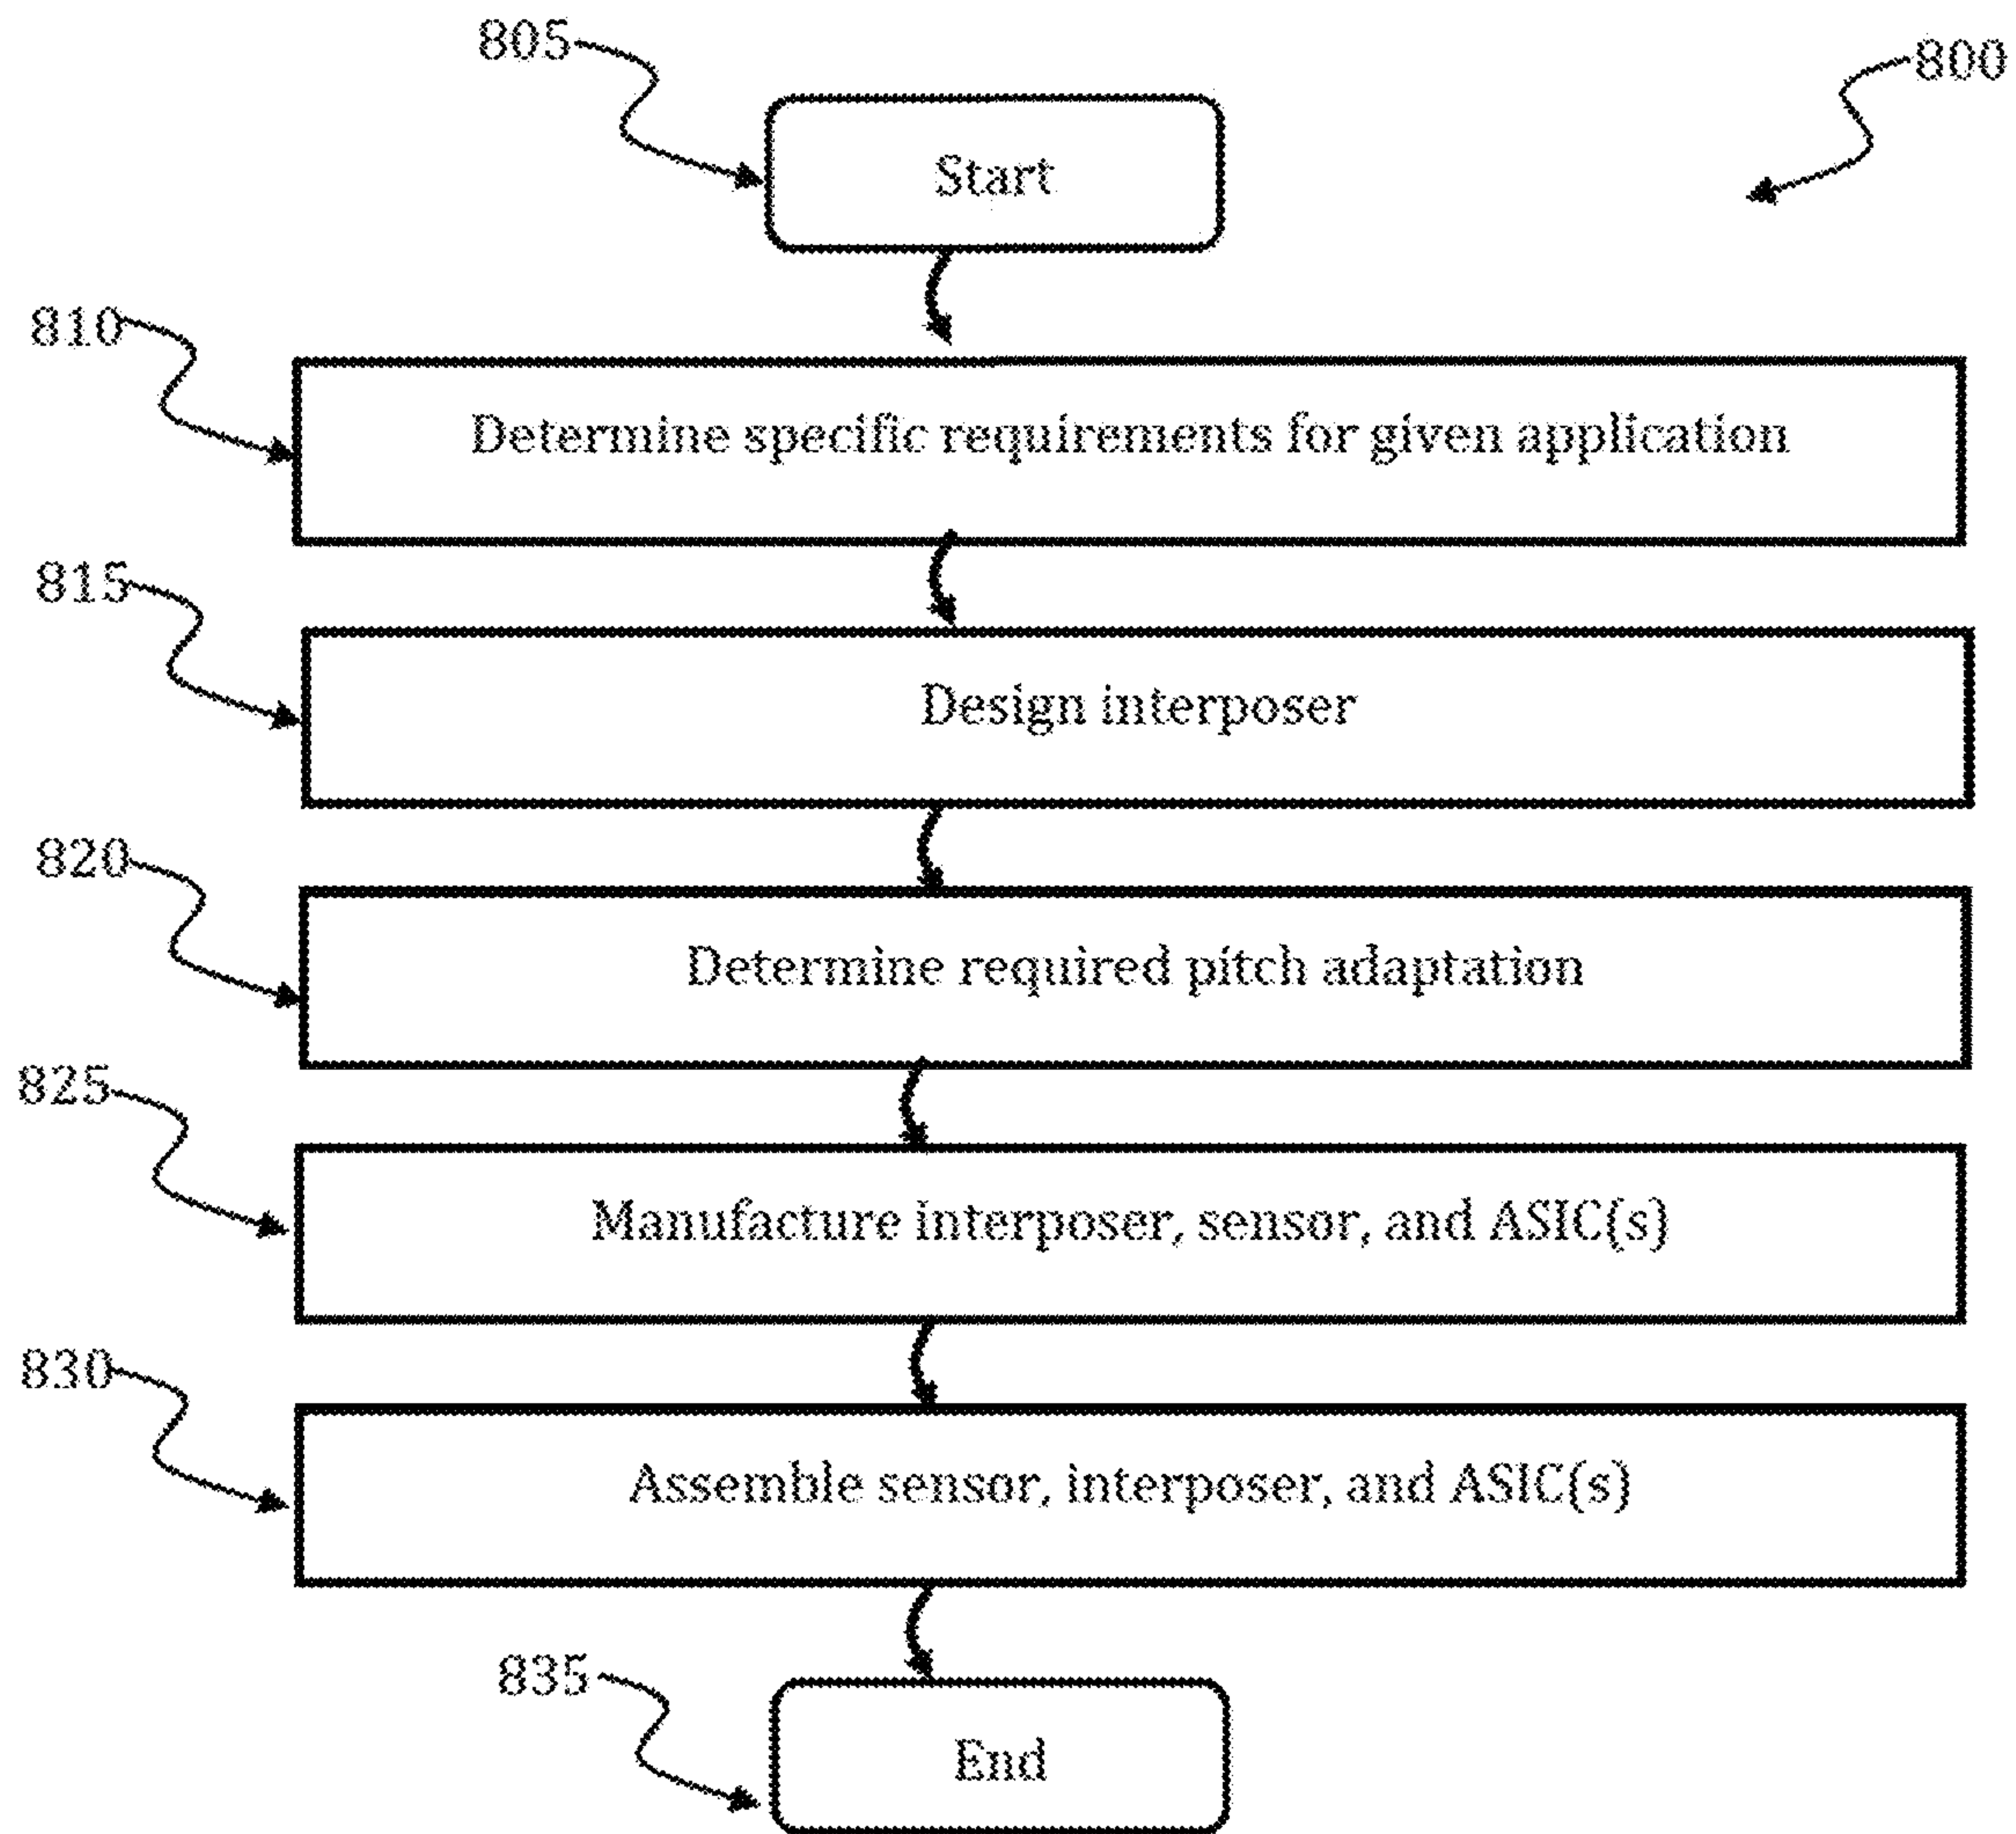 805
800
Start
810
Determine specific requirements for given application
815
Design interposer
820
Determine required pitch adaptation
825
Manufacture interposer, sensor, and ASIC(s)
830
Assemble sensor, interposer, and ASIC(s)
835
End